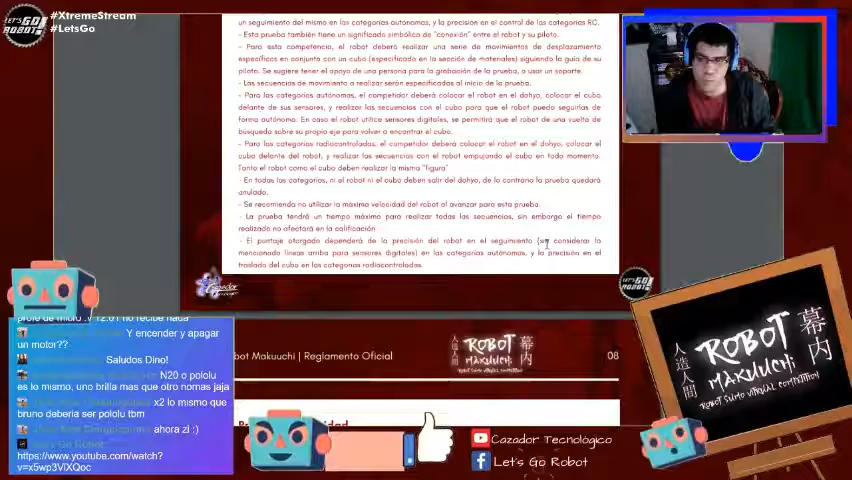 #XtremeStream
#LetsGo
LET'S GO ROBOT!
un seguimiento del mismo en las categorías autónomas, y la precisión en el control de las categorías RC.
- Esta prueba también tiene un significado simbólico de "conexión" entre el robot y su piloto.
- Para esta competencia, el robot deberá realizar una serie de movimientos de desplazamiento
específicos en conjunto con un cubo (especificado en la sección de materiales) siguiendo la guía de su
piloto. Se sugiere tener el apoyo de una persona para la grabación de la prueba, o usar un soporte.
- Las secuencias de movimiento a realizar serán especificadas al inicio de la prueba.
- Para las categorías autónomas, el competidor deberá colocar el robot en el dohyo, colocar el cubo
delante de sus sensores, y realizar las secuencias con el cubo para que el robot pueda seguirlas de
forma autónoma. En caso el robot utilice sensores digitales, se permitirá que el robot de una vuelta de
búsqueda sobre su propio eje para volver a encontrar el cubo.
- Para las categorías radiocontroladas, el competidor deberá colocar el robot en el dohyo, colocar el
cubo delante del robot, y realizar las secuencias con el robot empujando el cubo en todo momento.
Tanto el robot como el cubo deben realizar la misma "figura"
- En todas las categorías, ni el robot ni el cubo deben salir del dohyo, de lo contrario la prueba quedará
anulada.
- Se recomienda no utilizar la máxima velocidad del robot al avanzar para esta prueba.
- La prueba tendrá un tiempo máximo para realizar todas las secuencias, sin embargo el tiempo
realizado no afectará en la calificación
- El puntaje otorgado dependerá de la precisión del robot en el seguimiento (se considerar lo
mencionado líneas arriba para sensores digitales) en las categorías autónomas, y la precisión en el
traslado del cubo en las categorías radiocontroladas.
Cazador
LET'S GO ROBOT!
Y encender y apagar
un motor??
Saludos Dino!
N20 o pololu
es lo mismo, uno brilla mas que otro nomas jaja
x2 lo mismo que
bruno deberia ser pololu tbm
ahora zi :)
Let's Go Robot:
https://www.youtube.com/watch?
v=x5wp3VlXQoc
bot Makuuchi | Reglamento Oficial
ROBOT
MAKUUCHI
幕内
08
人造人間
ROBOT
MAKUUCHI
ROBOT SUMO VIRTUAL COMPETITION
幕内
Cazador Tecnológico
Let's Go Robot